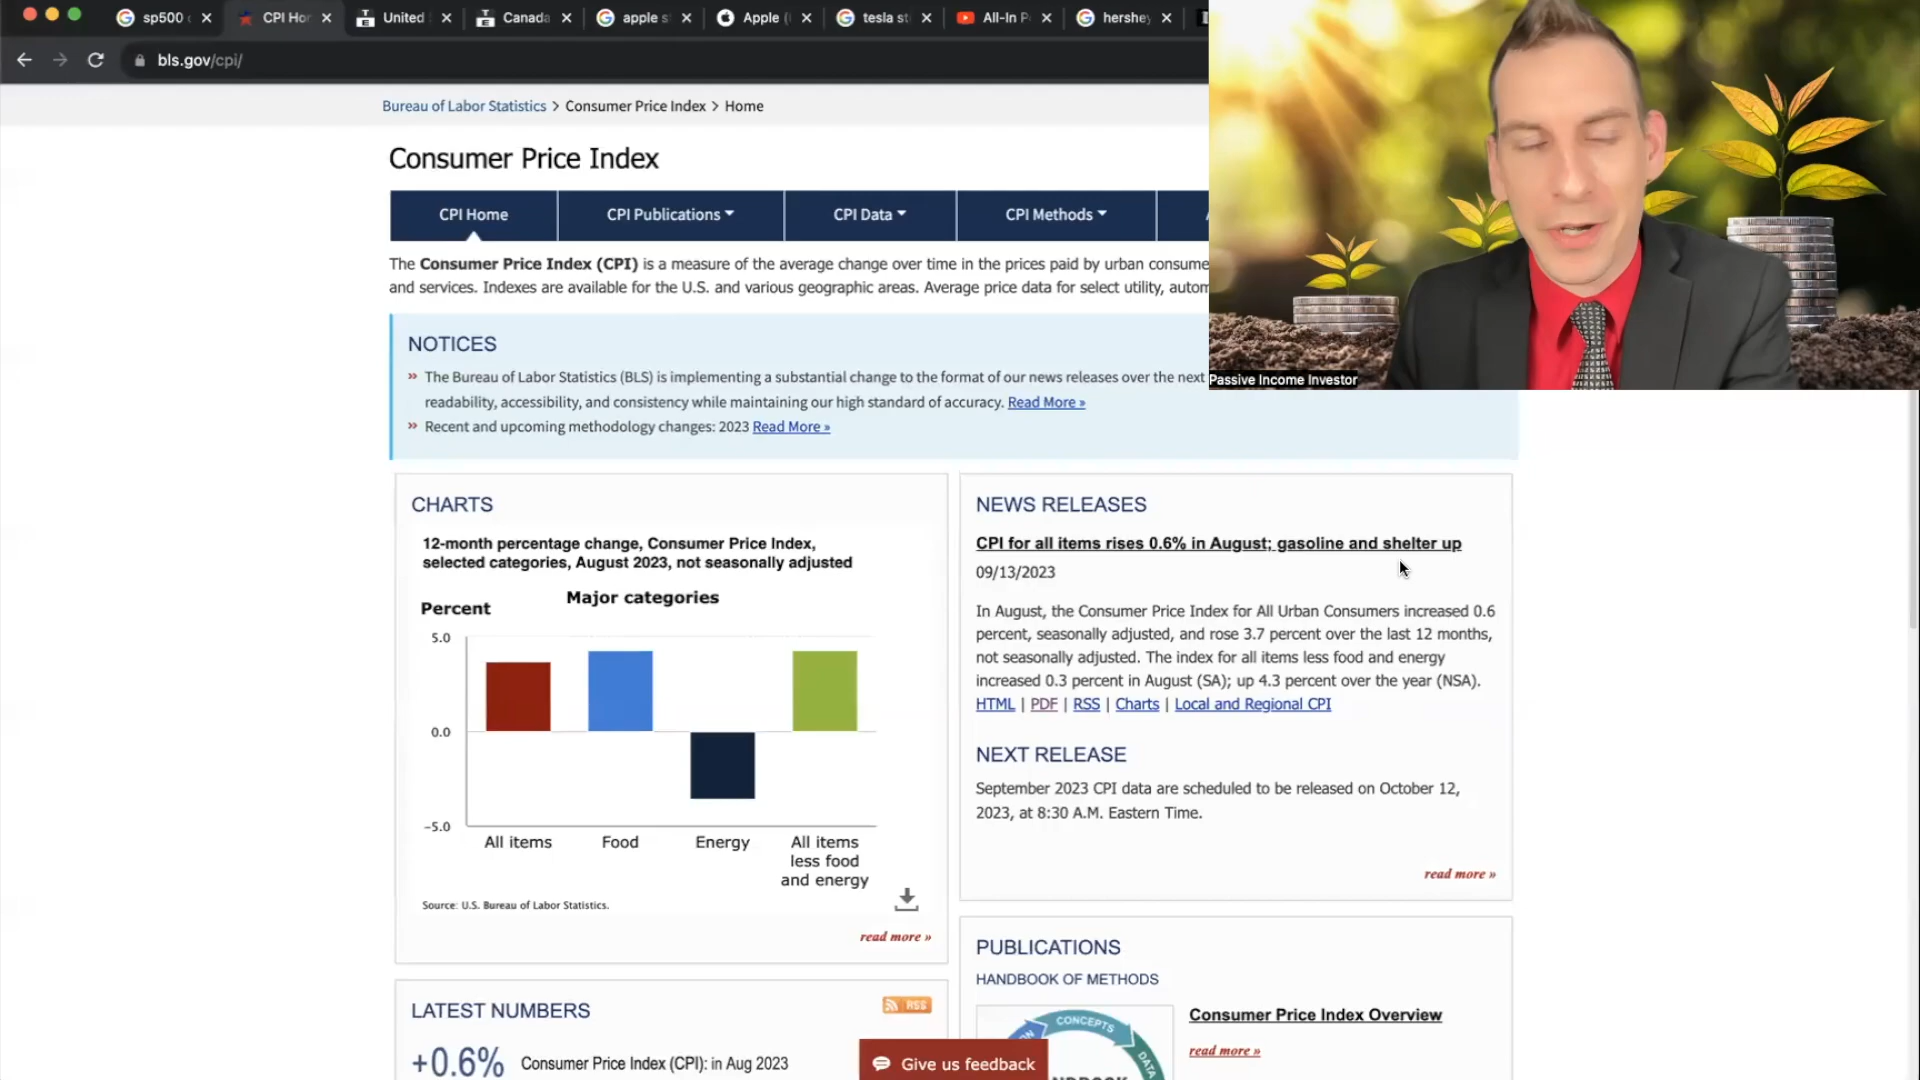 sp500
CPI Ho
United
Canada
apple s
Apple (
tesla st
All-In P
hershey
bls.gov/cpi/
Bureau of Labor Statistics > Consumer Price Index > Home
Consumer Price Index
CPI Home
CPI Publications
CPI Data
CPI Methods
The Consumer Price Index (CPI) is a measure of the average change over time in the prices paid by urban consume
and services. Indexes are available for the U.S. and various geographic areas. Average price data for select utility, autom
Passive Income Investor
NOTICES
» The Bureau of Labor Statistics (BLS) is implementing a substantial change to the format of our news releases over the next
readability, accessibility, and consistency while maintaining our high standard of accuracy. Read More »
» Recent and upcoming methodology changes: 2023 Read More »
CHARTS
12-month percentage change, Consumer Price Index,
selected categories, August 2023, not seasonally adjusted
Major categories
Percent
5.0
0.0
−5.0
All items
Food
Energy
All items
less food
and energy
Source: U.S. Bureau of Labor Statistics.
read more »
NEWS RELEASES
CPI for all items rises 0.6% in August; gasoline and shelter up
09/13/2023
In August, the Consumer Price Index for All Urban Consumers increased 0.6
percent, seasonally adjusted, and rose 3.7 percent over the last 12 months,
not seasonally adjusted. The index for all items less food and energy
increased 0.3 percent in August (SA); up 4.3 percent over the year (NSA).
HTML | PDF | RSS | Charts | Local and Regional CPI
NEXT RELEASE
September 2023 CPI data are scheduled to be released on October 12,
2023, at 8:30 A.M. Eastern Time.
read more »
LATEST NUMBERS
RSS
+0.6%
Consumer Price Index (CPI): in Aug 2023
PUBLICATIONS
HANDBOOK OF METHODS
CONCEPTS
DATA
Consumer Price Index Overview
read more »
Give us feedback